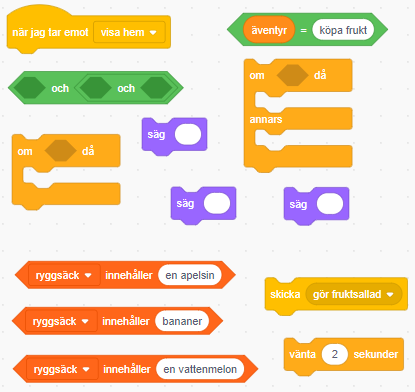 när jag tar emot visa hem
äventyr = köpa frukt
och och
om då
säg
om då
annars
säg
säg
ryggsäck innehåller en apelsin
skicka gör fruktsallad
ryggsäck innehåller bananer
vänta 2 sekunder
ryggsäck innehåller en vattenmelon